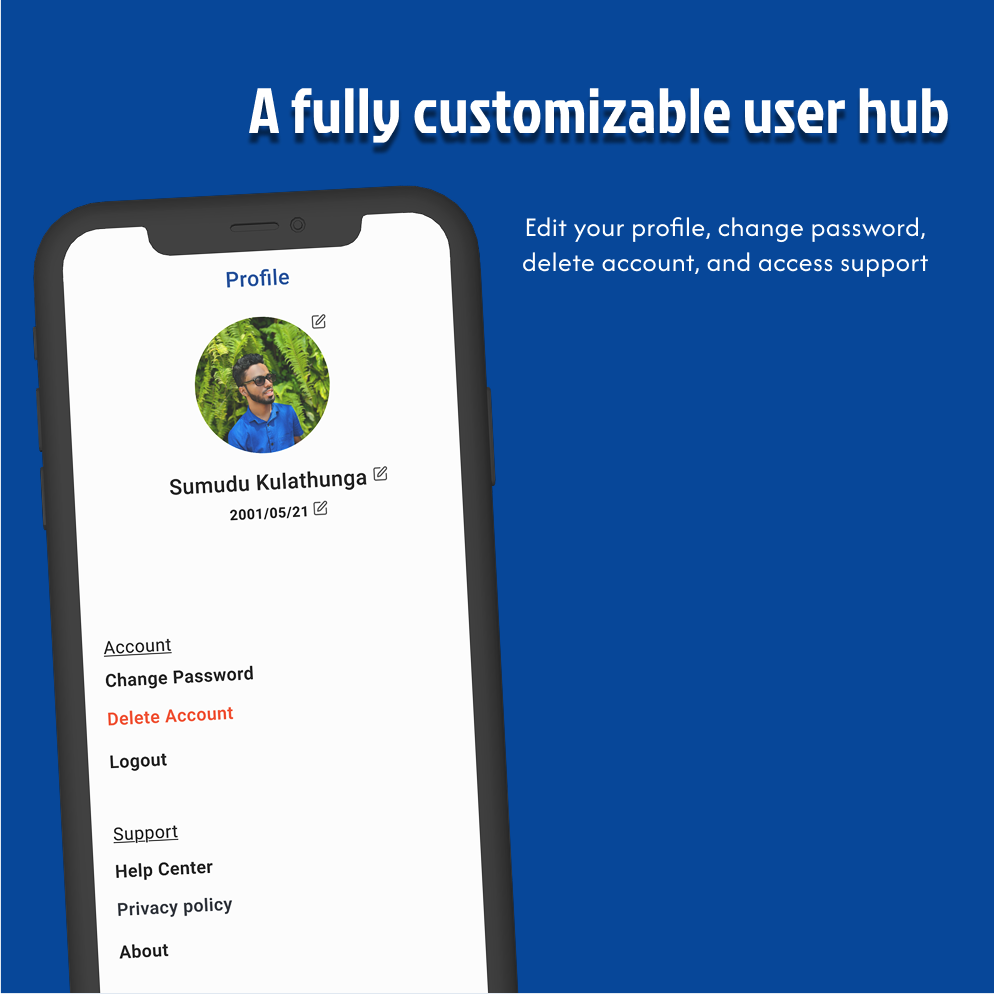 A fully customizable user hub
Edit your profile, change password,
delete account, and access support
Profile
Sumudu Kulathunga
2001/05/21
Account
Change Password
Delete Account
Logout
Support
Help Center
Privacy policy
About